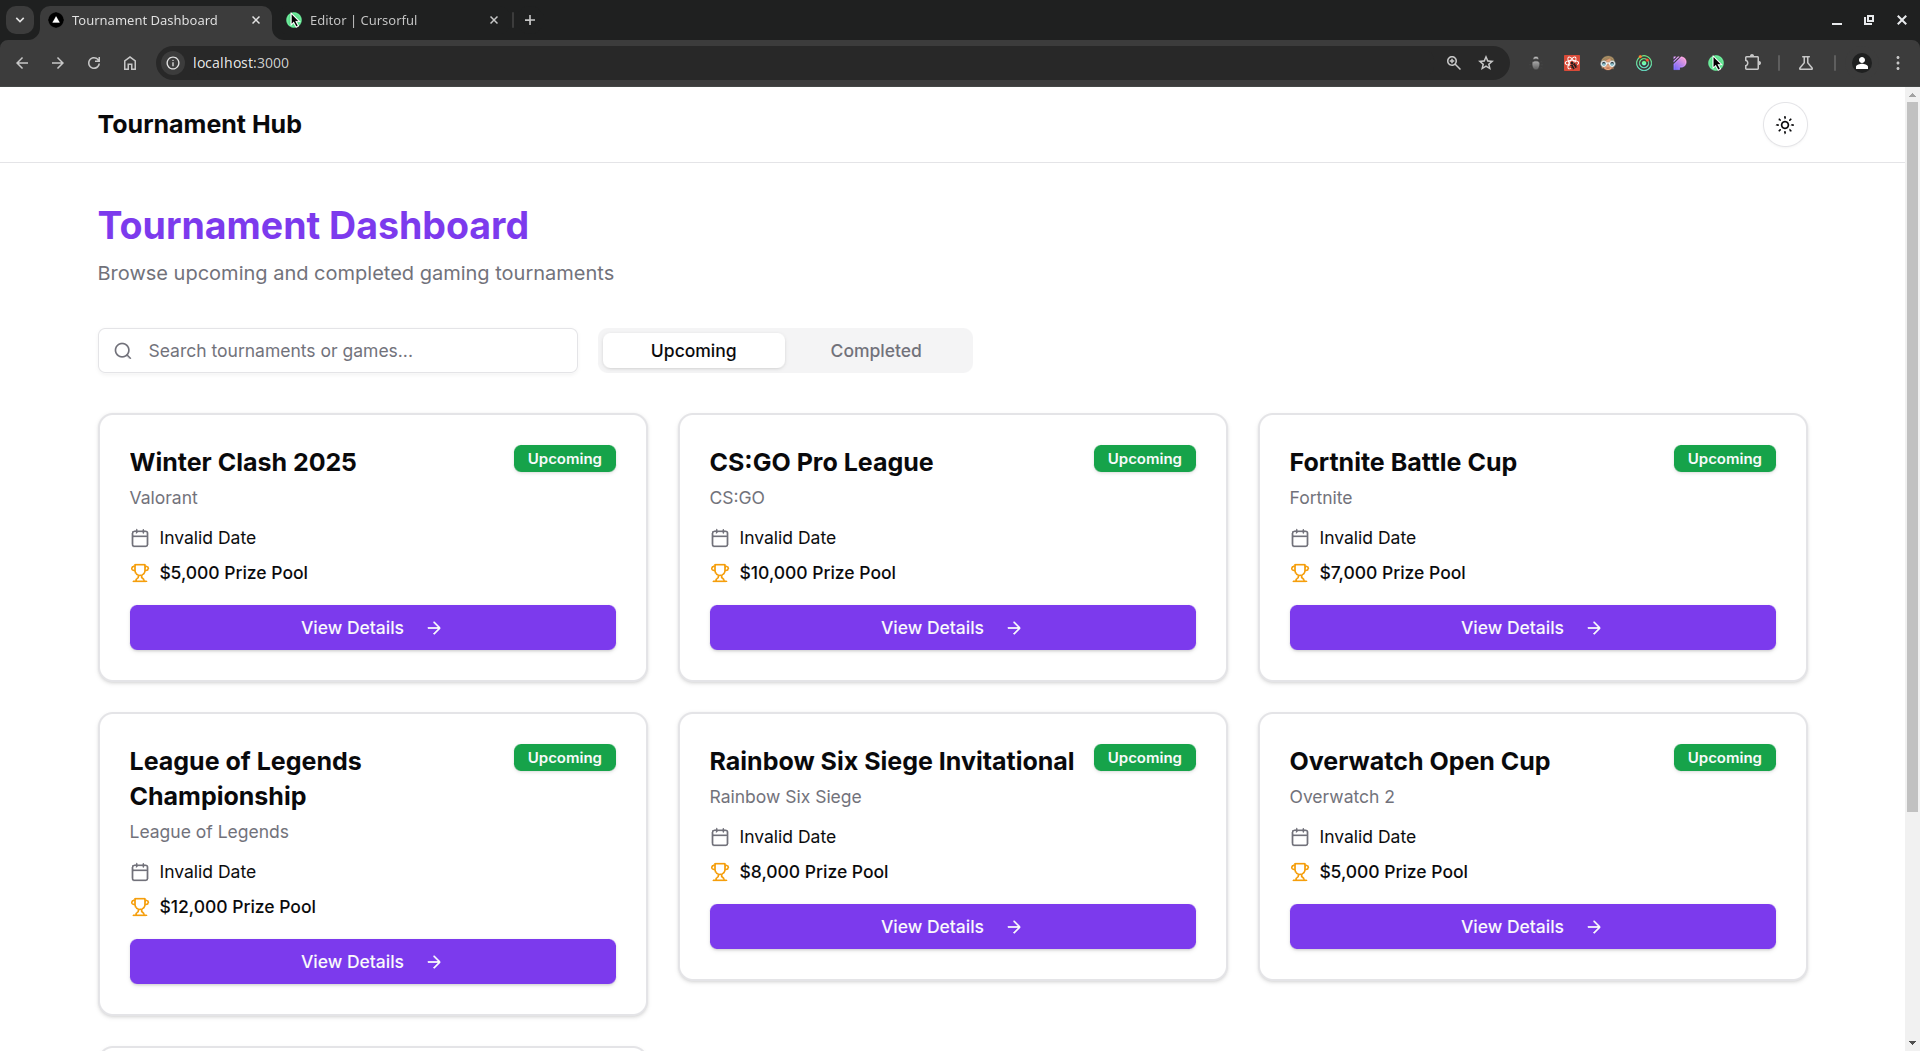 Tournament Dashboard
Editor | Cursorful
localhost:3000
Tournament Hub
Tournament Dashboard
Browse upcoming and completed gaming tournaments
Search tournaments or games...
Upcoming
Completed
Winter Clash 2025
Upcoming
Valorant
Invalid Date
$5,000 Prize Pool
View Details
CS:GO Pro League
Upcoming
CS:GO
Invalid Date
$10,000 Prize Pool
View Details
Fortnite Battle Cup
Upcoming
Fortnite
Invalid Date
$7,000 Prize Pool
View Details
League of Legends
Championship
Upcoming
League of Legends
Invalid Date
$12,000 Prize Pool
View Details
Rainbow Six Siege Invitational
Upcoming
Rainbow Six Siege
Invalid Date
$8,000 Prize Pool
View Details
Overwatch Open Cup
Upcoming
Overwatch 2
Invalid Date
$5,000 Prize Pool
View Details